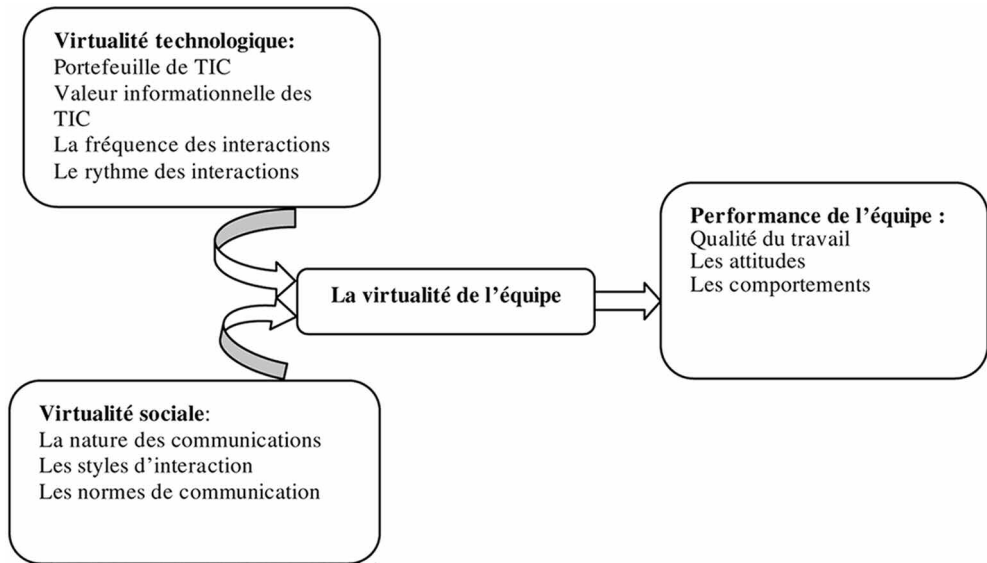 Virtualité technologique:
Portefeuille de TIC
Valeur informationnelle des
TIC
La fréquence des interactions
Le rythme des interactions
Performance de l’équipe :
Qualité du travail
Les attitudes
Les comportements
La virtualité de l’équipe
Virtualité sociale:
La nature des communications
Les styles d’interaction
Les normes de communication